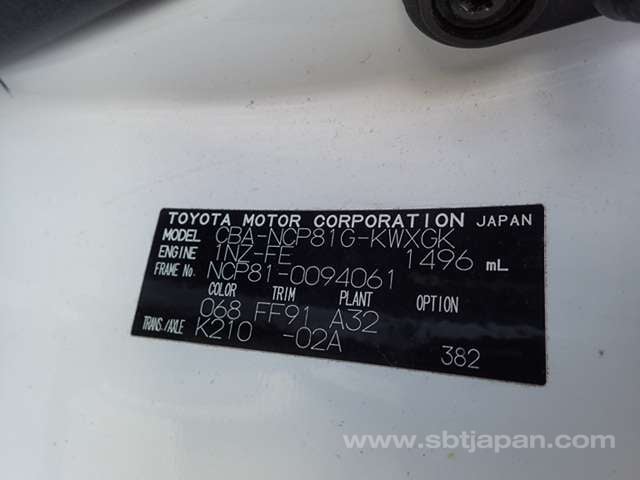 TOYOTA MOTOR CORPORATION JAPAN
MODEL CBA-NCP81G-KWXGK
ENGINE 1NZ-FE 1496 mL
FRAME No. NCP81-0094061
COLOR TRIM PLANT OPTION
068 FF91 A32
TRANS./AXLE K210 -02A 382
www.sbtjapan.com